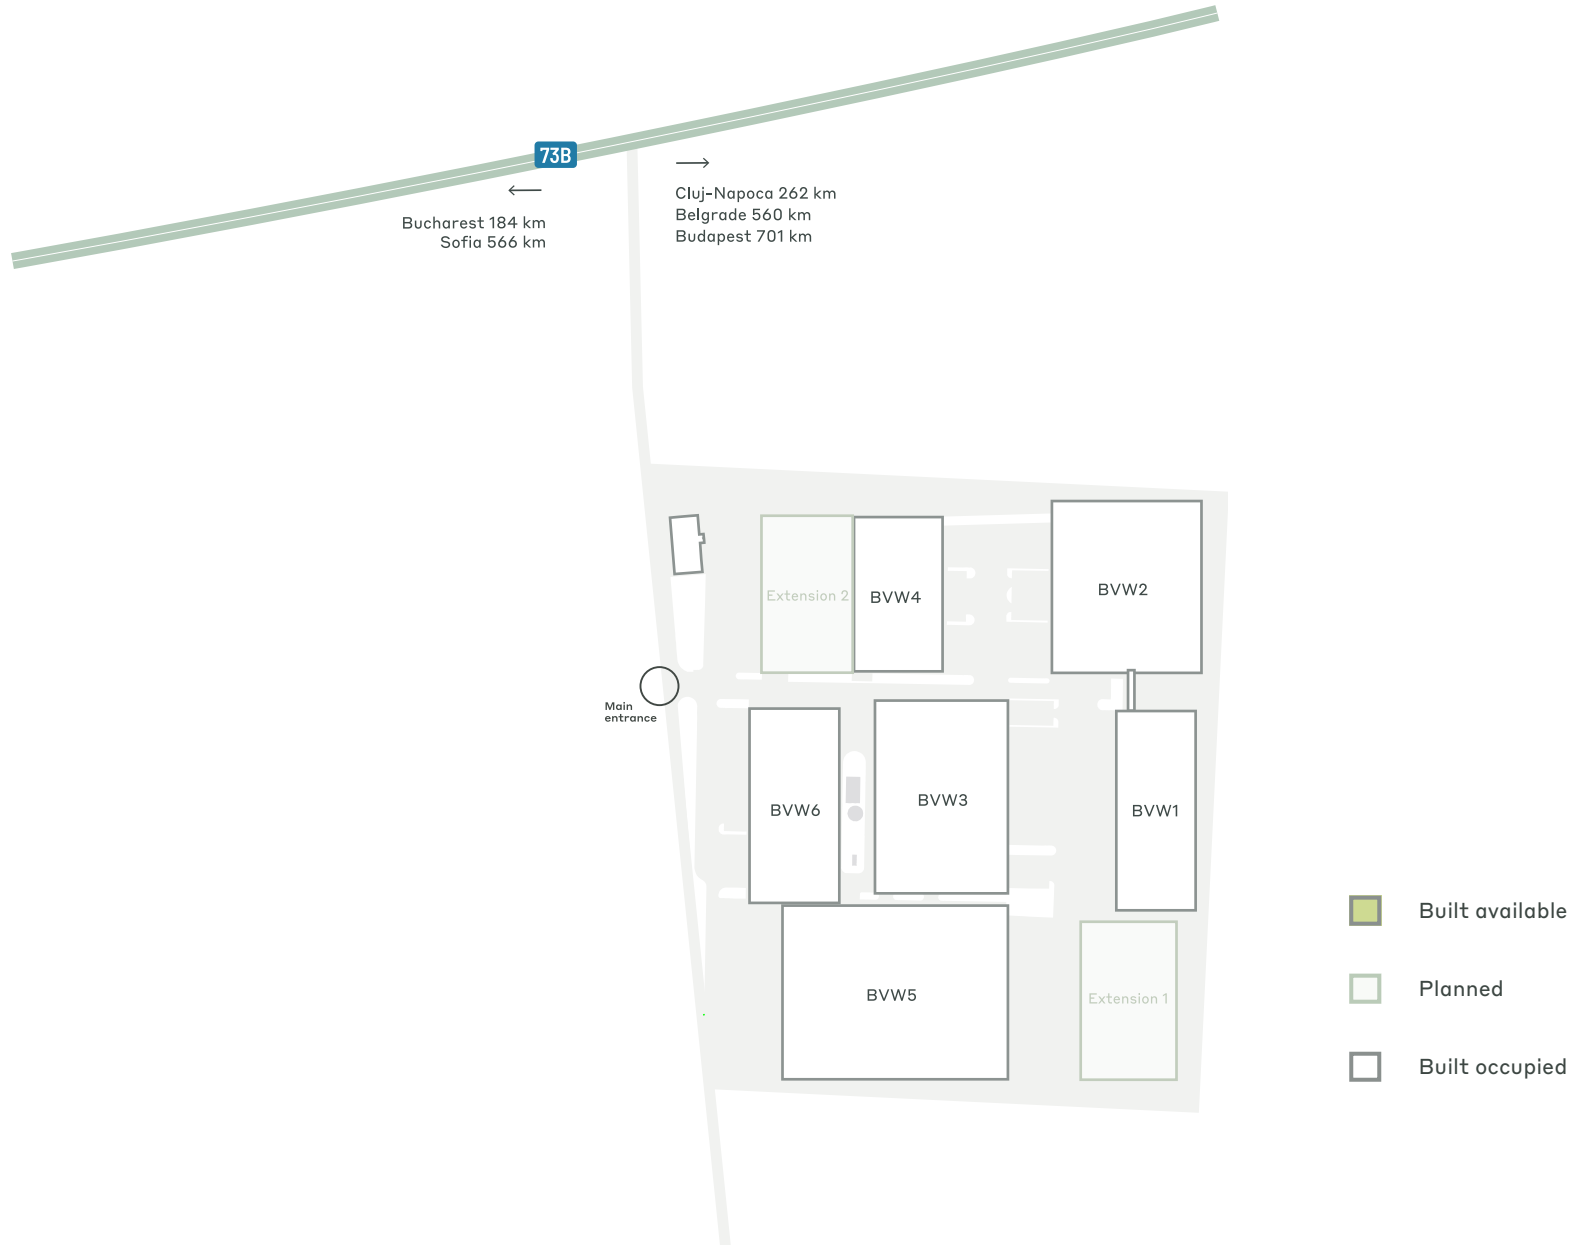 73B
Bucharest 184 km
Sofia 566 km
Cluj-Napoca 262 km
Belgrade 560 km
Budapest 701 km
BVW2
Extension 2
BVW4
Main
entrance
BVW6
BVW3
BVW1
BVW5
Extension 1
Built available
Planned
Built occupied